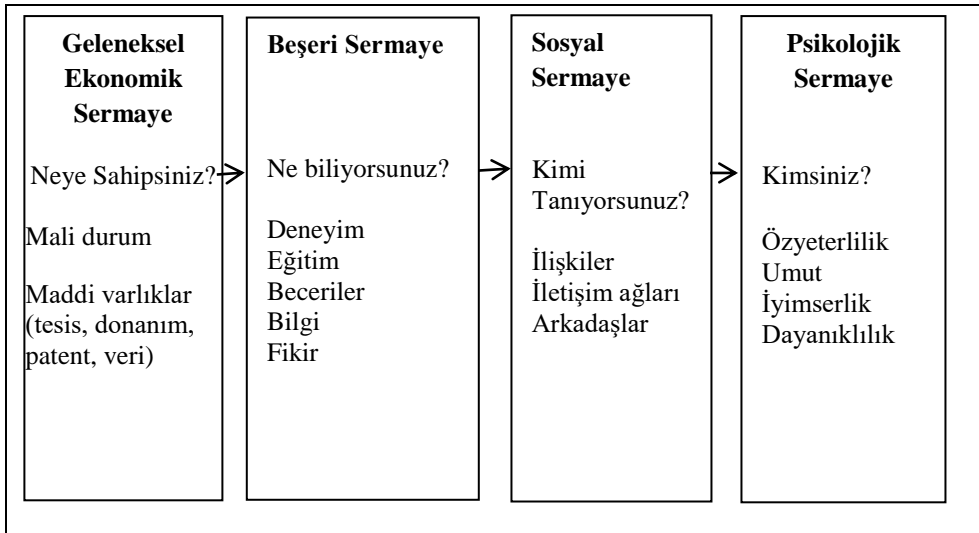 Geleneksel
Ekonomik
Sermaye
Neye Sahipsiniz?
Mali durum
Maddi varlıklar
(tesis, donanım,
patent, veri)
Beşeri Sermaye
Ne biliyorsunuz?
Deneyim
Eğitim
Beceriler
Bilgi
Fikir
Sosyal
Sermaye
Kimi
Tanıyorsunuz?
İlişkiler
İletişim ağları
Arkadaşlar
Psikolojik
Sermaye
Kimsiniz?
Özyeterlilik
Umut
İyimserlik
Dayanıklılık